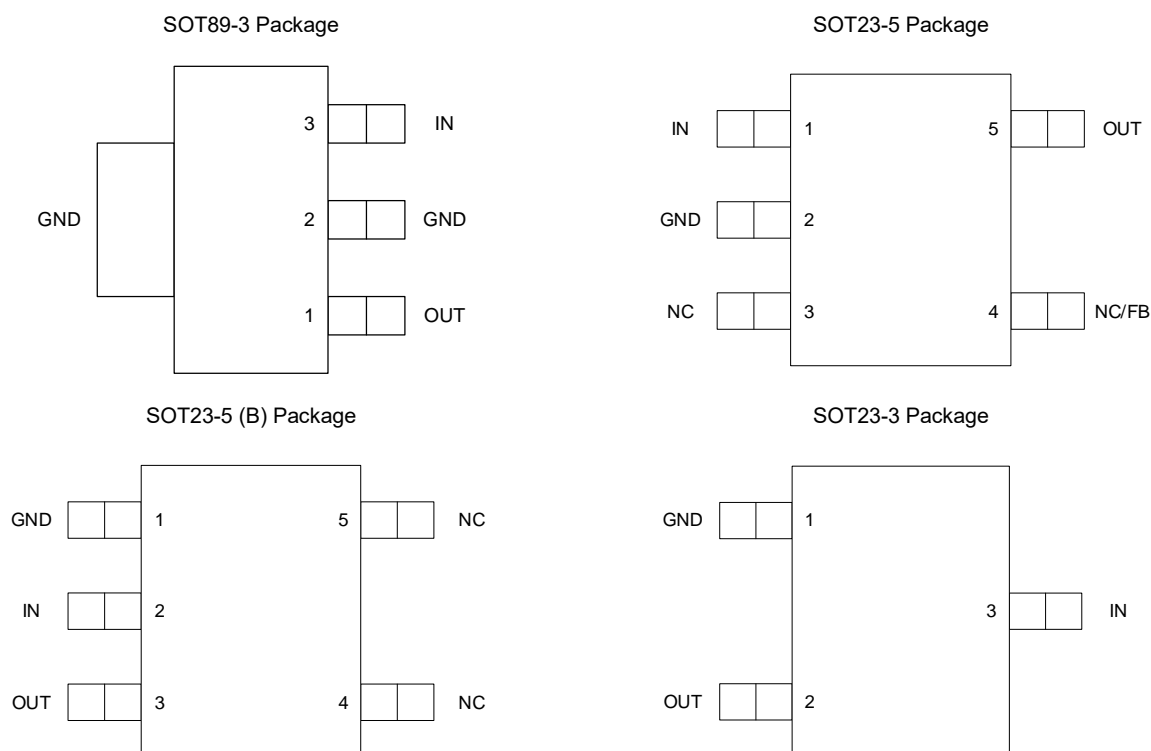 SOT89-3 Package
3 IN
GND
2 GND
1 OUT
SOT23-5 Package
IN 1 5 OUT
GND 2
NC 3 4 NC/FB
SOT23-5 (B) Package
GND 1 5 NC
IN 2
OUT 3 4 NC
SOT23-3 Package
GND 1
3 IN
OUT 2